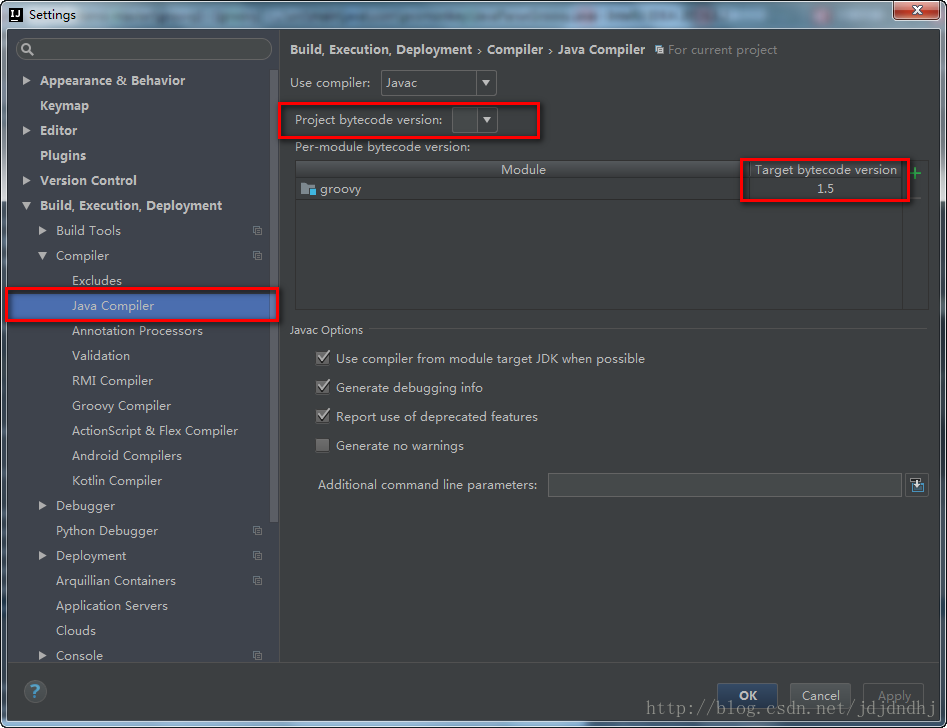 Settings
Appearance & Behavior
Keymap
Editor
Plugins
Version Control
Build, Execution, Deployment
Build Tools
Compiler
Excludes
Java Compiler
Annotation Processors
Validation
RMI Compiler
Groovy Compiler
ActionScript & Flex Compiler
Android Compilers
Kotlin Compiler
Debugger
Python Debugger
Deployment
Arquillian Containers
Application Servers
Clouds
Console
Build, Execution, Deployment › Compiler › Java Compiler For current project
Use compiler: Javac
Project bytecode version:
Per-module bytecode version:
Module Target bytecode version
groovy 1.5
Javac Options
Use compiler from module target JDK when possible
Generate debugging info
Report use of deprecated features
Generate no warnings
Additional command line parameters:
? OK Cancel Apply
http://blog.csdn.net/jdjdndhj